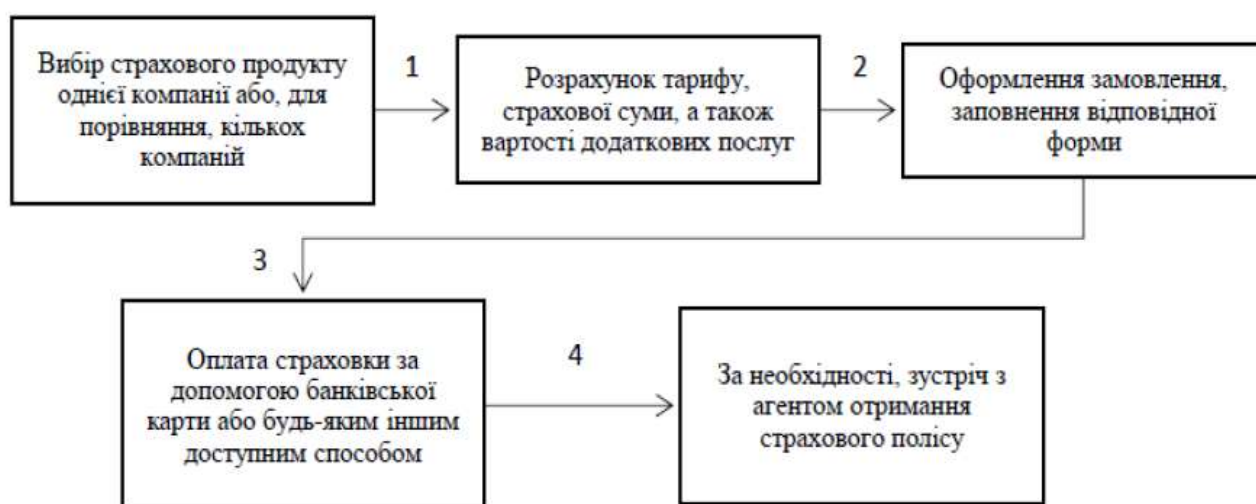 Вибір страхового продукту
однієї компанії або, для
порівняння, кількох
компаній
1
Розрахунок тарифу,
страхової суми, а також
вартості додаткових послуг
2
Оформлення замовлення,
заповнення відповідної
форми
3
Оплата страховки за
допомогою банківської
карти або будь-яким іншим
доступним способом
4
За необхідності, зустріч з
агентом отримання
страхового полісу